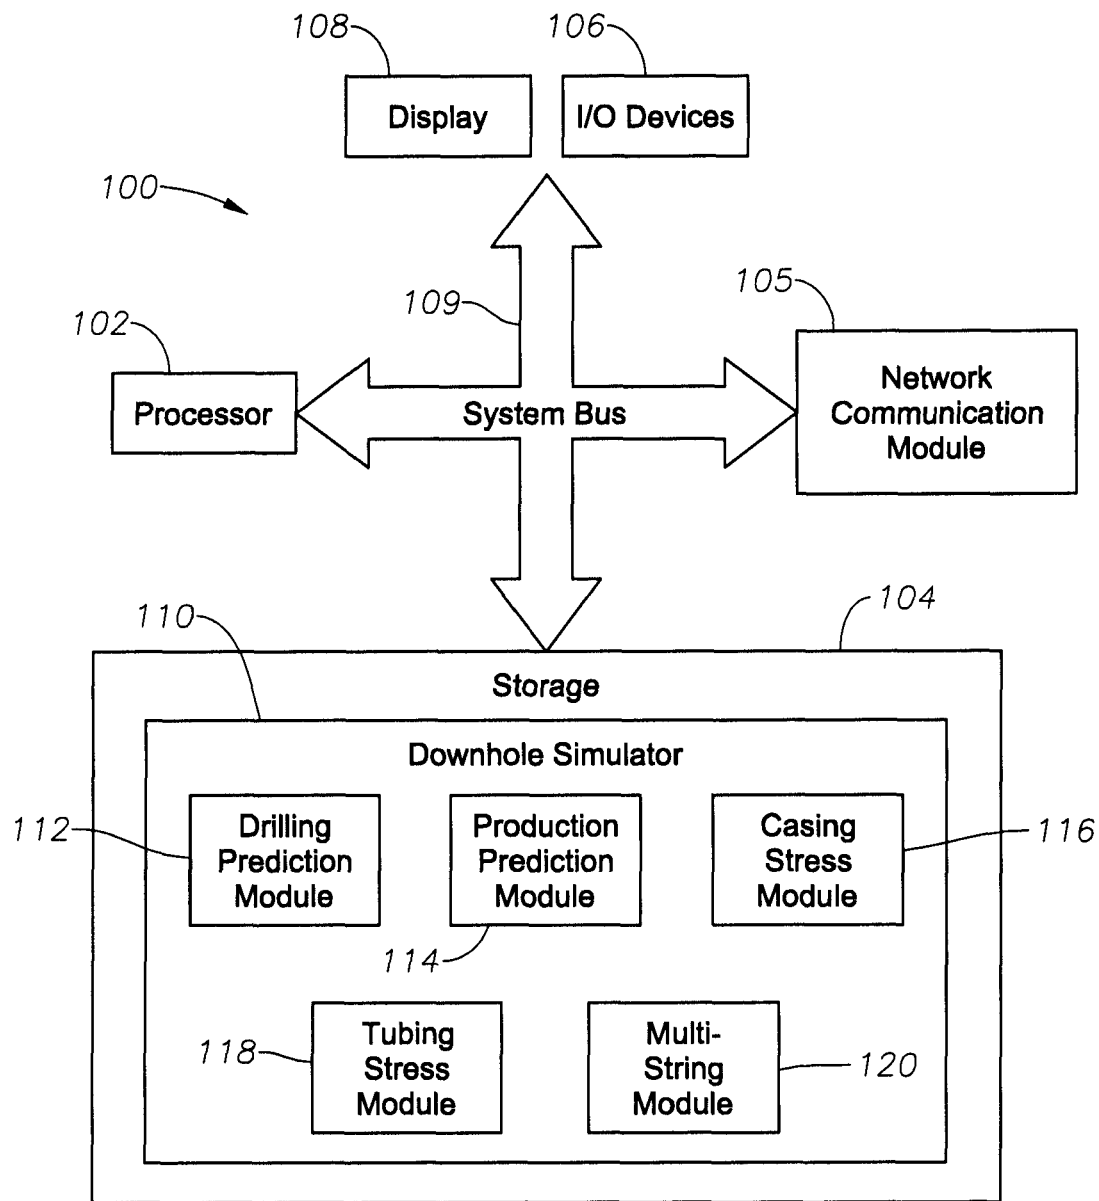 108
106
Display
I/O Devices
100
109
105
102
Processor
System Bus
Network
Communication
Module
110
104
Storage
Downhole Simulator
112
Drilling
Prediction
Module
Production
Prediction
Module
114
Casing
Stress
Module
116
118
Tubing
Stress
Module
Multi-
String
Module
120